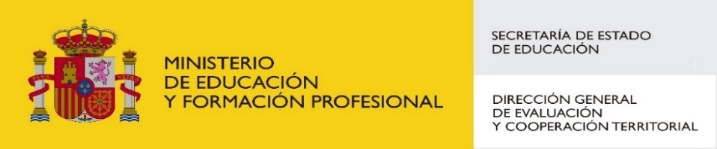 MINISTERIO
DE EDUCACIÓN
Y FORMACIÓN PROFESIONAL
SECRETARÍA DE ESTADO
DE EDUCACIÓN
DIRECCIÓN GENERAL
DE EVALUACIÓN
Y COOPERACIÓN TERRITORIAL